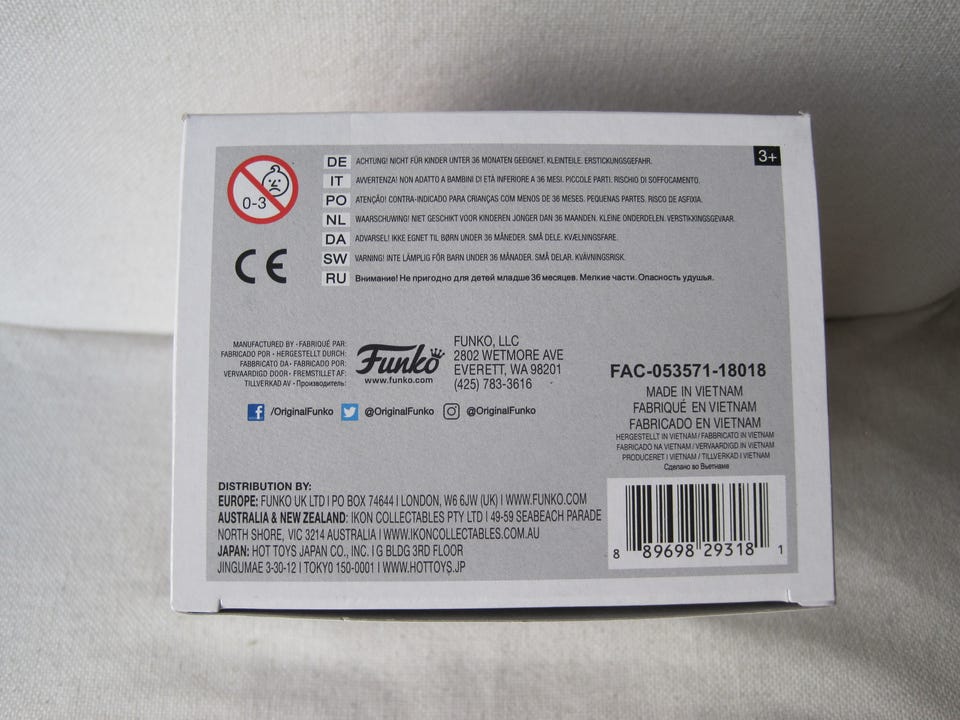 3+
0-3
DE ACHTUNG! NICHT FÜR KINDER UNTER 36 MONATEN GEEIGNET. KLEINTEILE. ERSTICKUNGSGEFAHR.
IT AVVERTENZA! NON ADATTO A BAMBINI DI ETÀ INFERIORE A 36 MESI. PICCOLE PARTI. RISCHIO DI SOFFOCAMENTO.
PO ATENÇÃO! CONTRA-INDICADO PARA CRIANÇAS COM MENOS DE 36 MESES. PEQUENAS PARTES. RISCO DE ASFIXIA.
NL WAARSCHUWING! NIET GESCHIKT VOOR KINDEREN JONGER DAN 36 MAANDEN. KLEINE ONDERDELEN. VERSTIKKINGSGEVAAR.
DA ADVARSEL! IKKE EGNET TIL BØRN UNDER 36 MÅNEDER. SMÅ DELE. KVÆLNINGSFARE.
SW VARNING! INTE LÄMPLIG FÖR BARN UNDER 36 MÅNADER. SMÅ DELAR. KVÄVNINGSRISK.
RU Внимание! Не пригодно для детей младше 36 месяцев. Мелкие части. Опасность удушья.
CE
MANUFACTURED BY • FABRIQUÉ PAR:
FABRICADO POR • HERGESTELLT DURCH:
FABBRICATO DA • FABRICADO POR:
VERVAARDIGD DOOR • FREMSTILLET AF:
TILLVERKAD AV • Производитель:
Funko
www.funko.com
FUNKO, LLC
2802 WETMORE AVE
EVERETT, WA 98201
(425) 783-3616
/OriginalFunko @OriginalFunko @OriginalFunko
FAC-053571-18018
MADE IN VIETNAM
FABRIQUÉ EN VIETNAM
FABRICADO EN VIETNAM
HERGESTELLT IN VIETNAM / FABBRICATO IN VIETNAM
FABRICADO NA VIETNAM / VERVAARDIGD IN VIETNAM
PRODUCERET I VIETNAM / TILLVERKAD I VIETNAM
Сделано во Вьетнаме
DISTRIBUTION BY:
EUROPE: FUNKO UK LTD I PO BOX 74644 I LONDON, W6 6JW (UK) I WWW.FUNKO.COM
AUSTRALIA & NEW ZEALAND: IKON COLLECTABLES PTY LTD I 49-59 SEABEACH PARADE
NORTH SHORE, VIC 3214 AUSTRALIA I WWW.IKONCOLLECTABLES.COM.AU
JAPAN: HOT TOYS JAPAN CO., INC. I G BLDG 3RD FLOOR
JINGUMAE 3-30-12 I TOKYO 150-0001 I WWW.HOTTOYS.JP
8 89698 29318 1